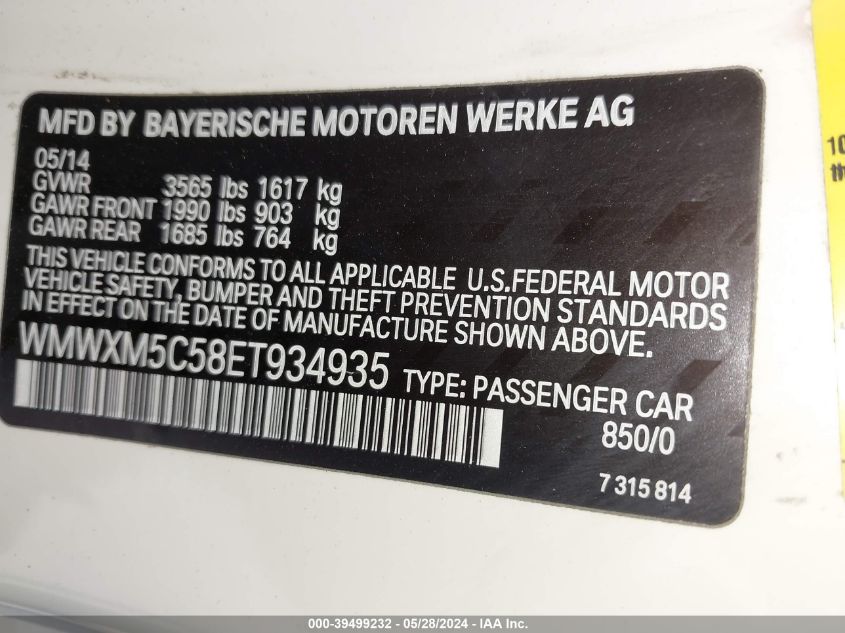 MFD BY BAYERISCHE MOTOREN WERKE AG
05/14
GVWR 3565 lbs 1617 kg
GAWR FRONT 1990 lbs 903 kg
GAWR REAR 1685 lbs 764 kg
THIS VEHICLE CONFORMS TO ALL APPLICABLE U.S.FEDERAL MOTOR
VEHICLE SAFETY, BUMPER AND THEFT PREVENTION STANDARDS
IN EFFECT ON THE DATE OF MANUFACTURE SHOWN ABOVE.
WMWXM5C58ET934935 TYPE: PASSENGER CAR
850/0
7 315 814
10
th
000-39499232 - 05/28/2024 - IAA Inc.